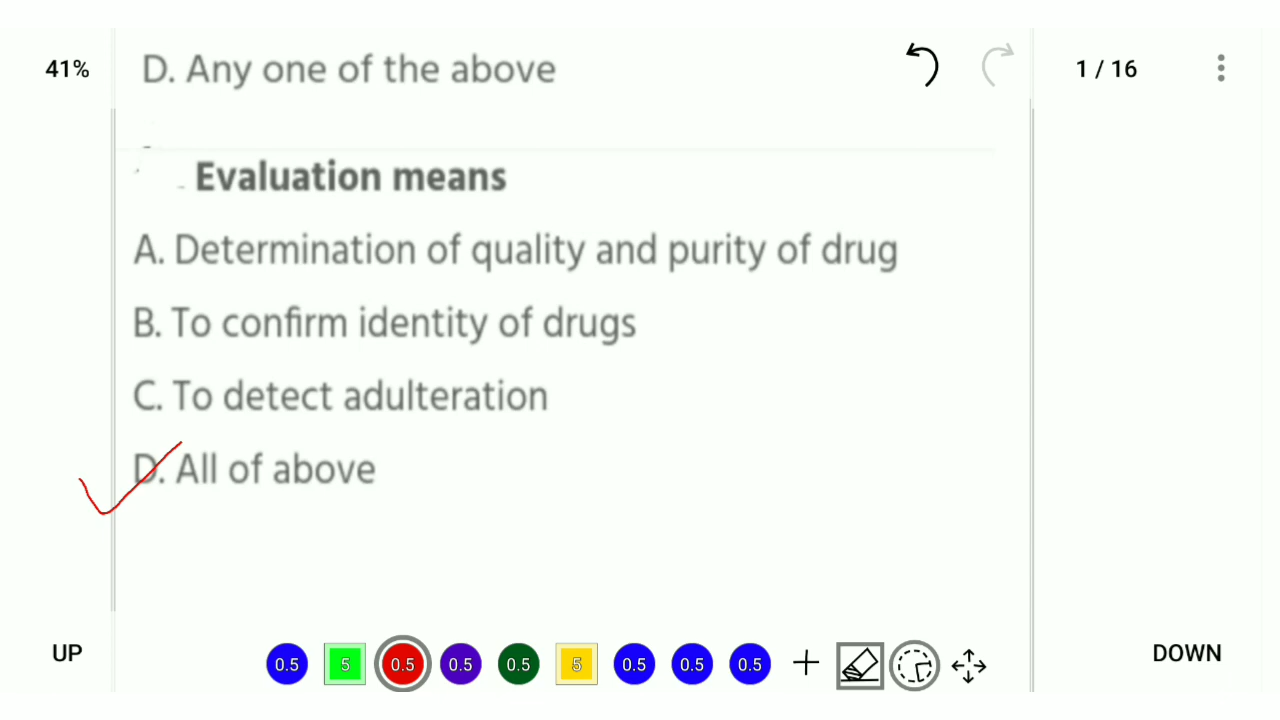 41%
D. Any one of the above
1 / 16
Evaluation means
A. Determination of quality and purity of drug
B. To confirm identity of drugs
C. To detect adulteration
D. All of above
UP
0.5
5
0.5
0.5
0.5
5
0.5
0.5
0.5
DOWN